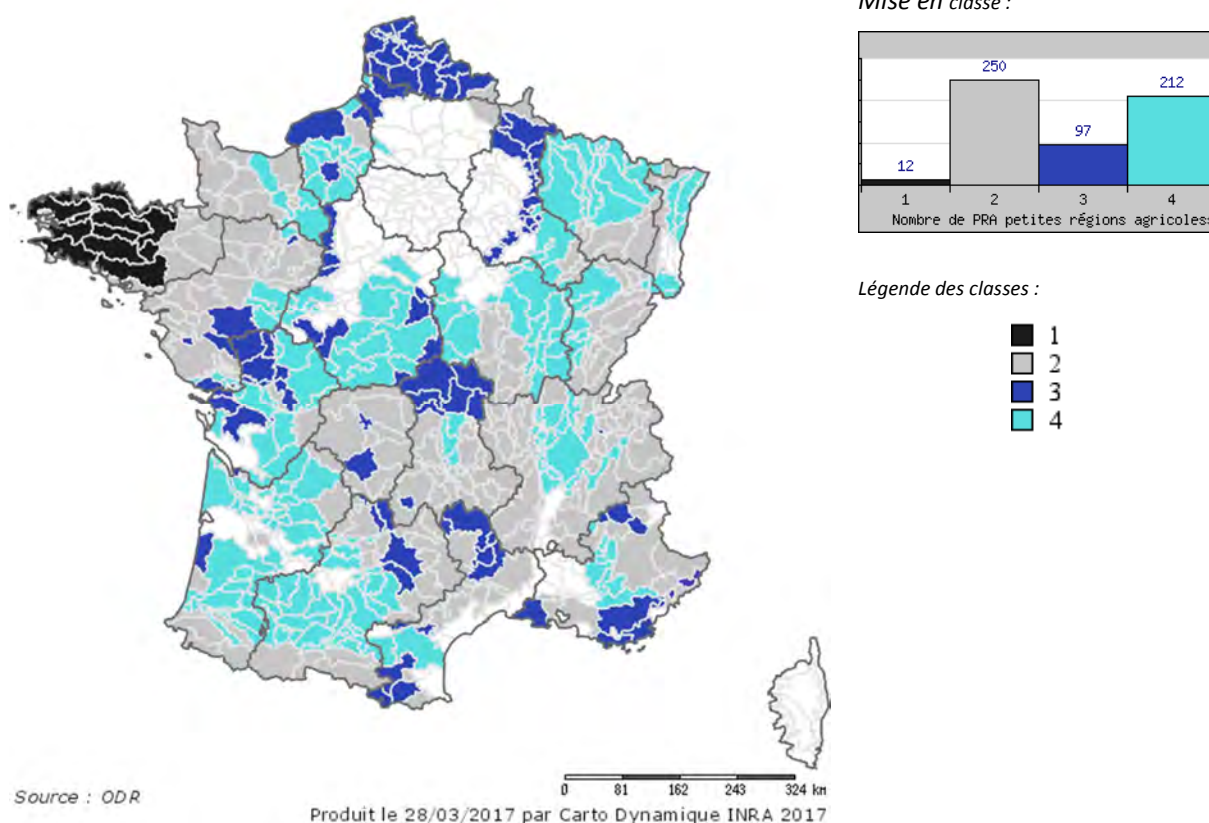 Mise en classe :
250
212
97
12
1 2 3 4
Nombre de PRA petites régions agricoless
Légende des classes :
1
2
3
4
0 81 162 243 324 km
Source : ODR
Produit le 28/03/2017 par Carto Dynamique INRA 2017